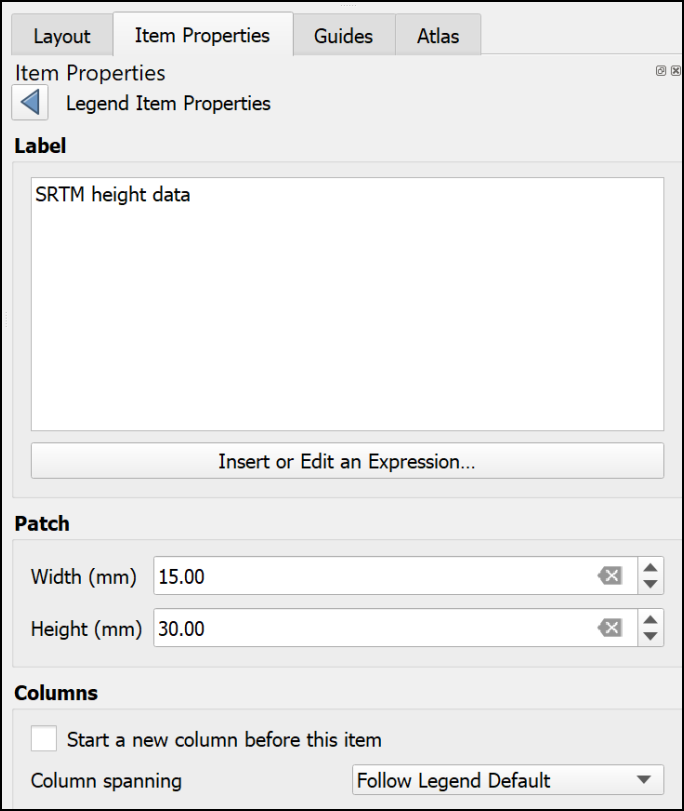 Layout Item Properties Guides Atlas
Item Properties
Legend Item Properties
Label
SRTM height data
Insert or Edit an Expression...
Patch
Width (mm) 15.00
Height (mm) 30.00
Columns
Start a new column before this item
Column spanning Follow Legend Default